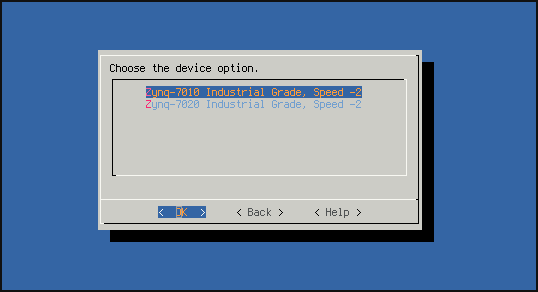 Choose the device option.
Zynq-7010 Industrial Grade, Speed -2
Zynq-7020 Industrial Grade, Speed -2
< OK > < Back > < Help >